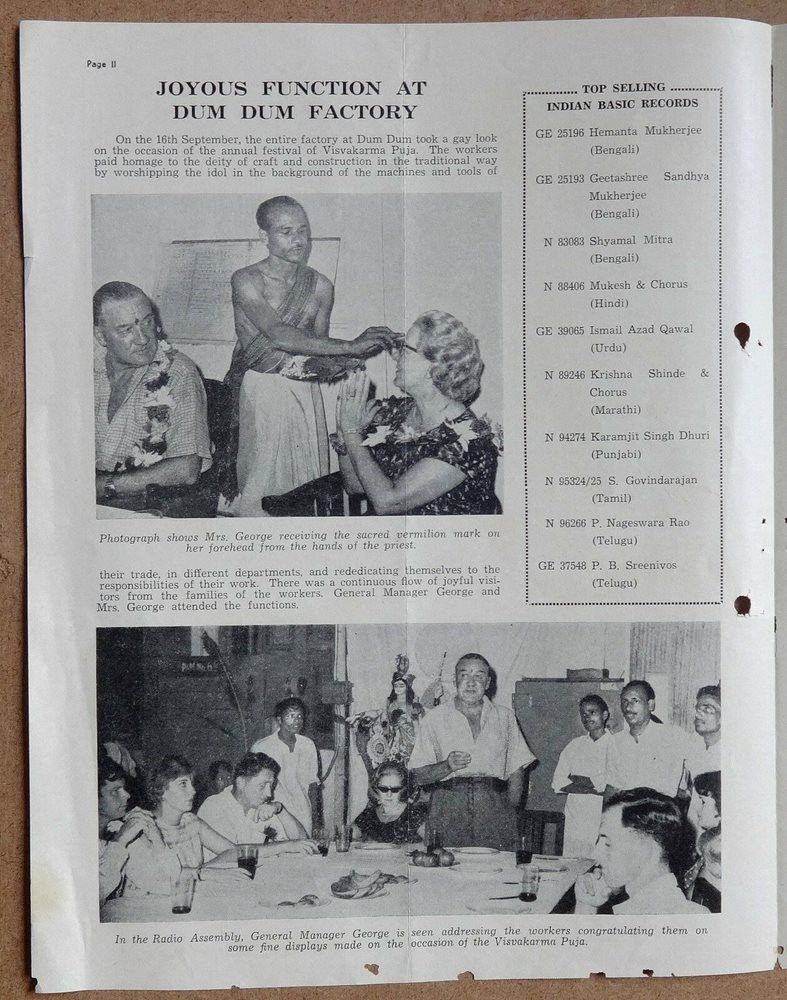 Page II
JOYOUS FUNCTION AT
DUM DUM FACTORY
On the 16th September, the entire factory at Dum Dum took a gay look
on the occasion of the annual festival of Visvakarma Puja. The workers
paid homage to the deity of craft and construction in the traditional way
by worshipping the idol in the background of the machines and tools of
Photograph shows Mrs. George receiving the sacred vermilion mark on
her forehead from the hands of the priest.
their trade, in different departments, and rededicating themselves to the
responsibilities of their work. There was a continuous flow of joyful visi-
tors from the families of the workers. General Manager George and
Mrs. George attended the functions.
TOP SELLING
INDIAN BASIC RECORDS
GE 25196 Hemanta Mukherjee
(Bengali)
GE 25193 Geetashree Sandhya
Mukherjee
(Bengali)
N 83083 Shyamal Mitra
(Bengali)
N 88406 Mukesh & Chorus
(Hindi)
GE 39065 Ismail Azad Qawal
(Urdu)
N 89246 Krishna Shinde &
Chorus
(Marathi)
N 94274 Karamjit Singh Dhuri
(Punjabi)
N 95324/25 S. Govindarajan
(Tamil)
N 96266 P. Nageswara Rao
(Telugu)
GE 37548 P. B. Sreenivos
(Telugu)
In the Radio Assembly, General Manager George is seen addressing the workers congratulating them on
some fine displays made on the occasion of the Visvakarma Puja.